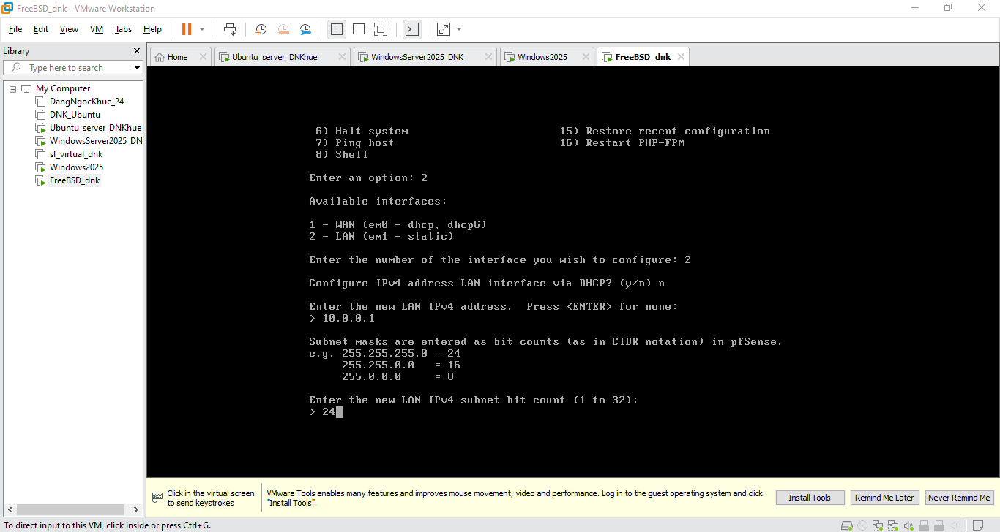 FreeBSD_dnk - VMware Workstation
File Edit View VM Tabs Help
Library
Type here to search
My Computer
DangNgocKhue_24
DNK_Ubuntu
Ubuntu_server_DNKhue
WindowsServer2025_DN
sf_virtual_dnk
Windows2025
FreeBSD_dnk
Home Ubuntu_server_DNKhue WindowsServer2025_DNK Windows2025 FreeBSD_dnk
6) Halt system 15) Restore recent configuration
7) Ping host 16) Restart PHP-FPM
8) Shell
Enter an option: 2
Available interfaces:
1 - WAN (em0 - dhcp, dhcp6)
2 - LAN (em1 - static)
Enter the number of the interface you wish to configure: 2
Configure IPv4 address LAN interface via DHCP? (y/n) n
Enter the new LAN IPv4 address.  Press <ENTER> for none:
> 10.0.0.1
Subnet masks are entered as bit counts (as in CIDR notation) in pfSense.
e.g. 255.255.255.0 = 24
255.255.0.0   = 16
255.0.0.0     = 8
Enter the new LAN IPv4 subnet bit count (1 to 32):
> 24
Click in the virtual screen
to send keystrokes
VMware Tools enables many features and improves mouse movement, video and performance. Log in to the guest operating system and click
"Install Tools".
Install Tools Remind Me Later Never Remind Me
To direct input to this VM, click inside or press Ctrl+G.